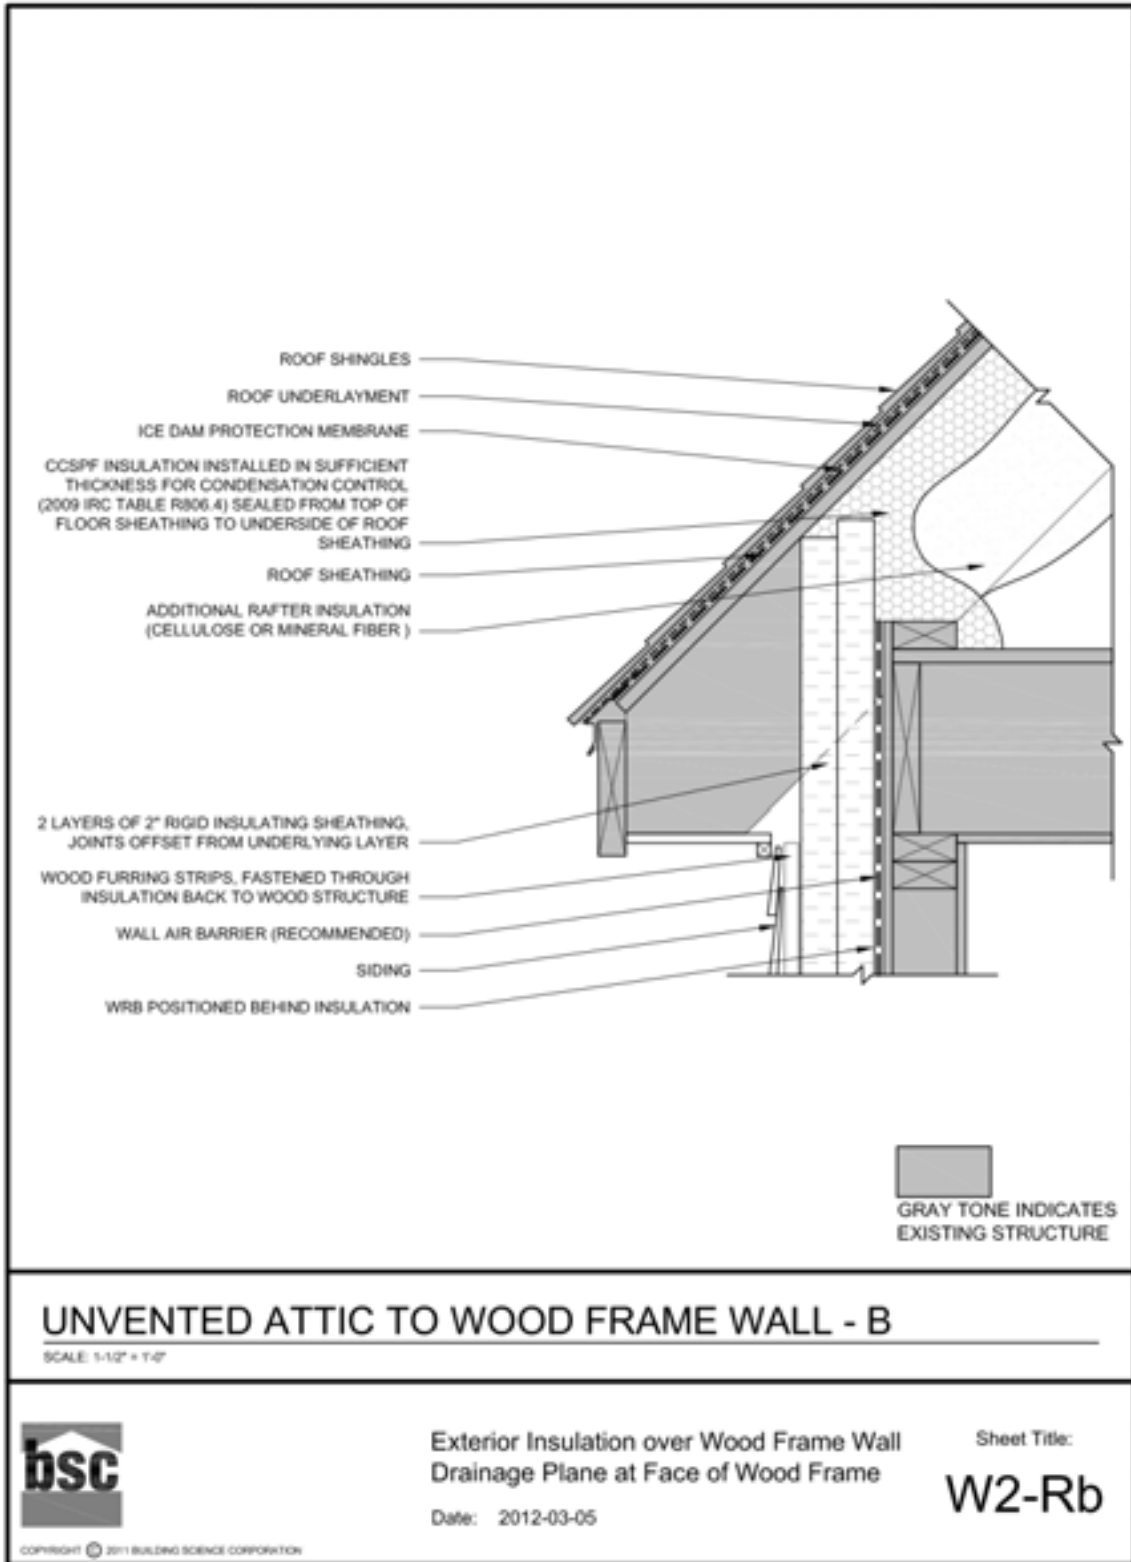 ROOF SHINGLES
ROOF UNDERLAYMENT
ICE DAM PROTECTION MEMBRANE
CCSPF INSULATION INSTALLED IN SUFFICIENT
THICKNESS FOR CONDENSATION CONTROL
(2009 IRC TABLE R806.4) SEALED FROM TOP OF
FLOOR SHEATHING TO UNDERSIDE OF ROOF
SHEATHING
ROOF SHEATHING
ADDITIONAL RAFTER INSULATION
(CELLULOSE OR MINERAL FIBER )
2 LAYERS OF 2" RIGID INSULATING SHEATHING,
JOINTS OFFSET FROM UNDERLYING LAYER
WOOD FURRING STRIPS, FASTENED THROUGH
INSULATION BACK TO WOOD STRUCTURE
WALL AIR BARRIER (RECOMMENDED)
SIDING
WRB POSITIONED BEHIND INSULATION
GRAY TONE INDICATES
EXISTING STRUCTURE
UNVENTED ATTIC TO WOOD FRAME WALL - B
SCALE: 1-1/2" = 1'-0"
bsc
Exterior Insulation over Wood Frame Wall
Drainage Plane at Face of Wood Frame
Date: 2012-03-05
Sheet Title:
W2-Rb
COPYRIGHT © 2011 BUILDING SCIENCE CORPORATION